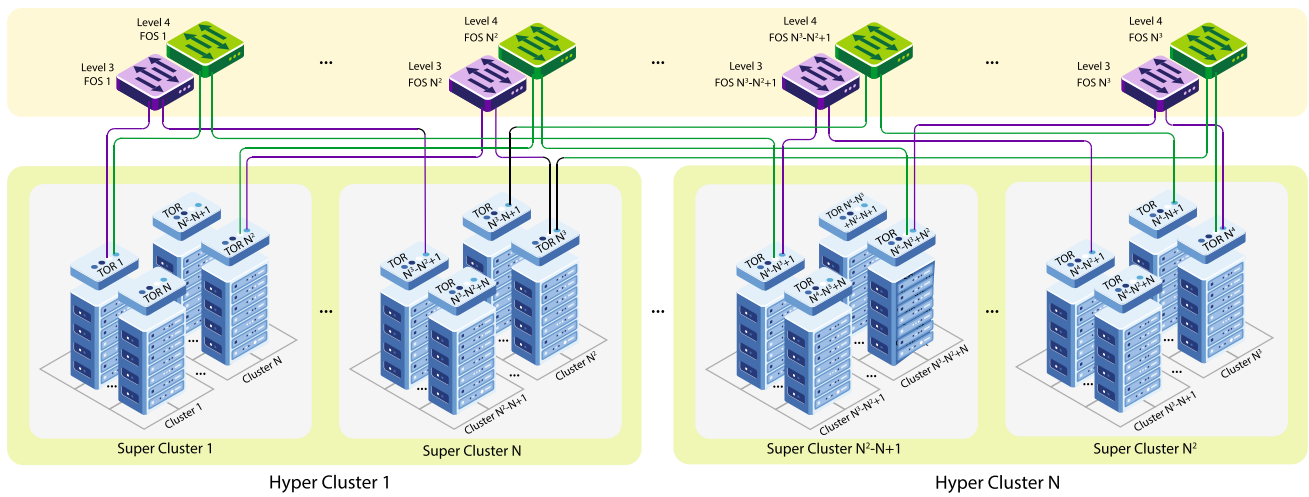 Level 4
FOS 1
Level 3
FOS 1
...
Level 4
FOS N²
Level 3
FOS N²
...
Level 4
FOS N³-N²+1
Level 3
FOS N³-N²+1
...
Level 4
FOS N³
Level 3
FOS N³
TOR
N²-N+1
TOR 1
TOR N²
TOR N
...
...
...
Cluster N
Cluster 1
Super Cluster 1
...
TOR
N³-N+1
TOR
N³-N²+1
TOR N³
TOR
N³-N²+N
...
...
...
Cluster N²
Cluster N²-N+1
Super Cluster N
Hyper Cluster 1
...
TOR N⁴-N³
+N²-N+1
TOR
N⁴-N³+1
TOR
N⁴-N³+N²
TOR
N⁴-N³+N
...
...
...
Cluster N³-N²+N
Cluster N³-N²+1
Super Cluster N²-N+1
...
TOR
N⁴-N+1
TOR
N⁴-N²+1
TOR N⁴
TOR
N⁴-N²+N
...
...
...
Cluster N³
Cluster N³-N+1
Super Cluster N²
Hyper Cluster N